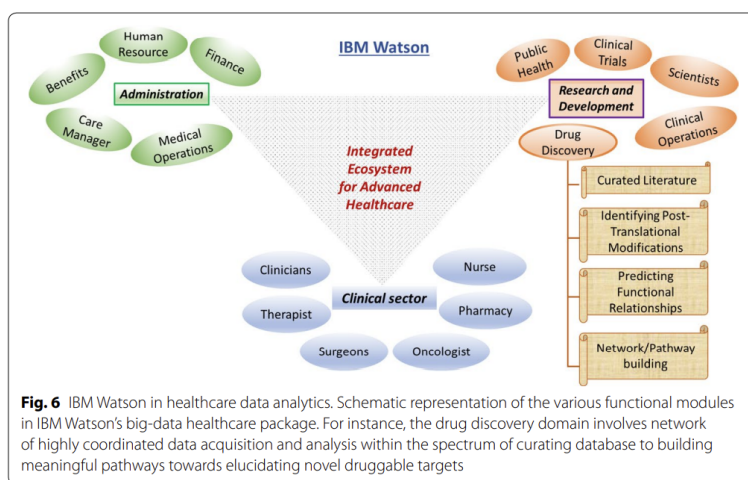 IBM Watson
Human
Resource
Finance
Benefits
Administration
Care
Manager
Medical
Operations
Public
Health
Clinical
Trials
Scientists
Research and
Development
Clinical
Operations
Drug
Discovery
Curated Literature
Identifying Post-
Translational
Modifications
Predicting
Functional
Relationships
Network/Pathway
building
Integrated
Ecosystem
for Advanced
Healthcare
Clinicians
Nurse
Clinical sector
Therapist
Pharmacy
Surgeons
Oncologist
Fig. 6 IBM Watson in healthcare data analytics. Schematic representation of the various functional modules
in IBM Watson’s big-data healthcare package. For instance, the drug discovery domain involves network
of highly coordinated data acquisition and analysis within the spectrum of curating database to building
meaningful pathways towards elucidating novel druggable targets